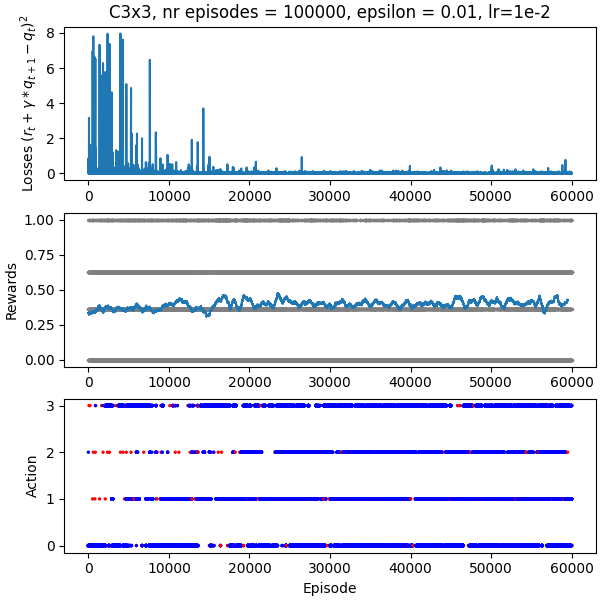 C3x3, nr episodes = 100000, epsilon = 0.01, lr=1e-2
Losses $(r_t + \gamma * q_{t+1} - q_t)^2$
8
6
4
2
0
0 10000 20000 30000 40000 50000 60000
Rewards
1.00
0.75
0.50
0.25
0.00
0 10000 20000 30000 40000 50000 60000
Action
3
2
1
0
0 10000 20000 30000 40000 50000 60000
Episode